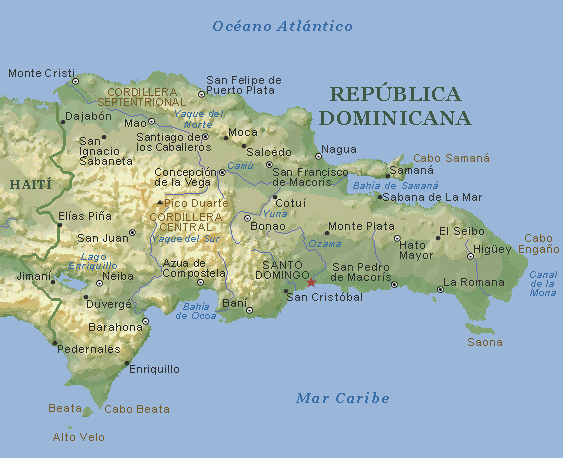 Océano Atlántico
Monte Cristi
CORDILLERA
SEPTENTRIONAL
San Felipe de
Puerto Plata
REPÚBLICA
DOMINICANA
Dajabón
Mao
Yaque del
Norte
Moca
Santiago de
los Caballeros
San
Ignacio
Sabaneta
Salcedo
Nagua
Cabo Samaná
Samaná
HAITÍ
Concepción
de la Vega
Camú
San Francisco
de Macorís
Bahía de Samaná
Sabana de La Mar
Pico Duarte
Cotuí
Yuna
Elías Piña
CORDILLERA
CENTRAL
San Juan
Yaque del Sur
Bonao
Monte Plata
El Seibo
Ozama
Hato
Mayor
Higüey
Cabo
Engaño
Lago
Enriquillo
Jimaní
Neiba
Azua de
Compostela
SANTO
DOMINGO
San Pedro
de Macorís
La Romana
Canal
de la
Mona
Duvergé
Bahía
de Ocoa
Baní
San Cristóbal
Barahona
Pedernales
Saona
Enriquillo
Mar Caribe
Beata
Cabo Beata
Alto Velo